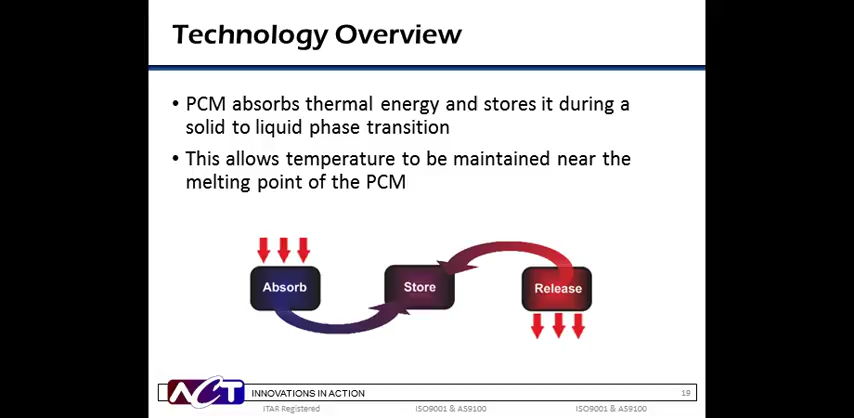 Technology Overview
• PCM absorbs thermal energy and stores it during a
solid to liquid phase transition
• This allows temperature to be maintained near the
melting point of the PCM
Absorb
Store
Release
ACT
INNOVATIONS IN ACTION
19
ITAR Registered
ISO9001 & AS9100
ISO9001 & AS9100